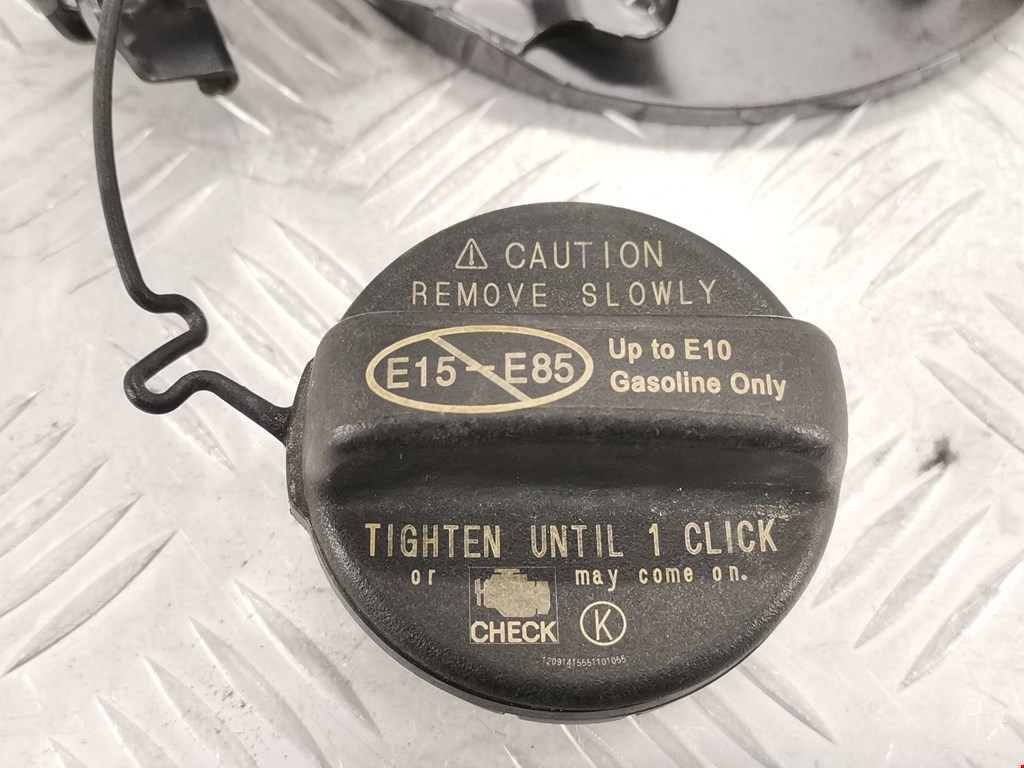 CAUTION
REMOVE SLOWLY
E15-E85
Up to E10
Gasoline Only
TIGHTEN UNTIL 1 CLICK
or CHECK may come on.
K